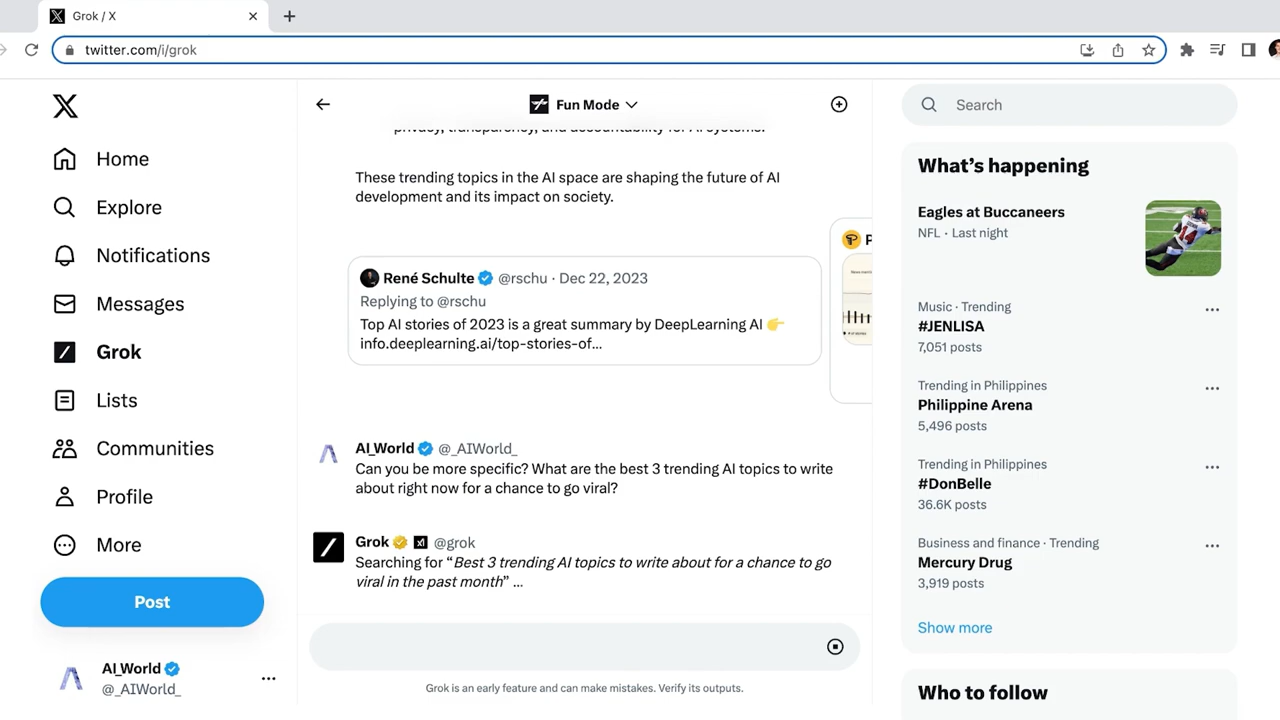 Grok / X
twitter.com/i/grok
Home
Explore
Notifications
Messages
Grok
Lists
Communities
Profile
More
Post
AI_World
@_AIWorld_
Fun Mode
privacy, transparency, and accountability for AI systems.
These trending topics in the AI space are shaping the future of AI
development and its impact on society.
René Schulte @rschu · Dec 22, 2023
Replying to @rschu
Top AI stories of 2023 is a great summary by DeepLearning AI 👉
info.deeplearning.ai/top-stories-of...
AI_World @_AIWorld_
Can you be more specific? What are the best 3 trending AI topics to write
about right now for a chance to go viral?
Grok @grok
Searching for “Best 3 trending AI topics to write about for a chance to go
viral in the past month” ...
Grok is an early feature and can make mistakes. Verify its outputs.
Search
What’s happening
Eagles at Buccaneers
NFL · Last night
Music · Trending
#JENLISA
7,051 posts
Trending in Philippines
Philippine Arena
5,496 posts
Trending in Philippines
#DonBelle
36.6K posts
Business and finance · Trending
Mercury Drug
3,919 posts
Show more
Who to follow